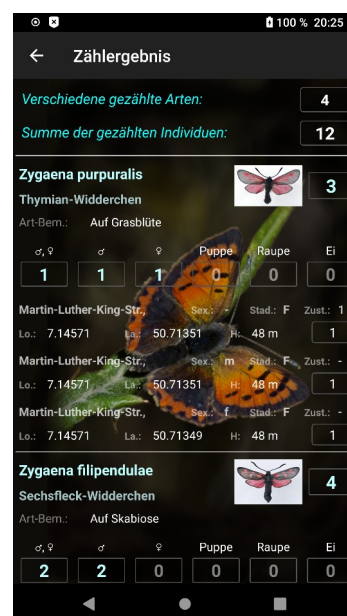 100 % 20:25
Zählergebnis
Verschiedene gezählte Arten: 4
Summe der gezählten Individuen: 12
Zygaena purpuralis 3
Thymian-Widderchen
Art-Bem.: Auf Grasblüte
♂, ♀ ♂ ♀ Puppe Raupe Ei
1 1 1 0 0 0
Martin-Luther-King-Str., Sex.: - Stad.: F Zust.: 1
Lo.: 7.14571 La.: 50.71351 H: 48 m 1
Martin-Luther-King-Str., Sex.: m Stad.: F Zust.: -
Lo.: 7.14571 La.: 50.71351 H: 48 m 1
Martin-Luther-King-Str., Sex.: f Stad.: F Zust.: -
Lo.: 7.14571 La.: 50.71349 H: 48 m 1
Zygaena filipendulae 4
Sechsfleck-Widderchen
Art-Bem.: Auf Skabiose
♂, ♀ ♂ ♀ Puppe Raupe Ei
2 2 0 0 0 0